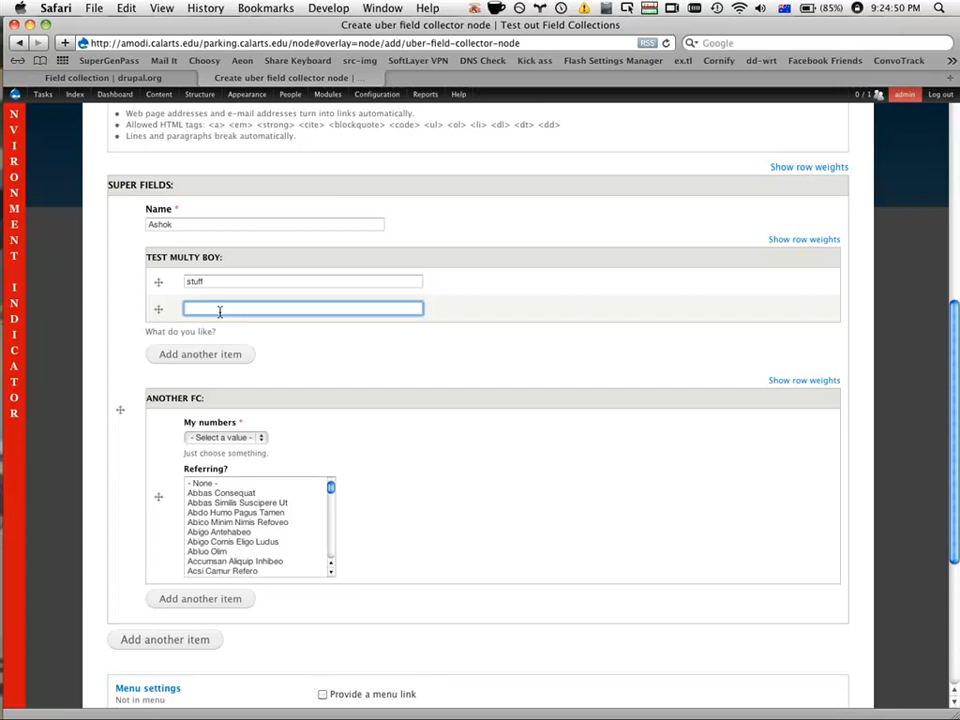 Safari File Edit View History Bookmarks Develop Window Help (85%) 9:24:50 PM
Create uber field collector node | Test out Field Collections
http://amodi.calarts.edu/parking.calarts.edu/node#overlay=node/add/uber-field-collector-node RSS Google
SuperGenPass Mail It Choosy Aeon Share Keyboard src-img SoftLayer VPN DNS Check Kick ass Flash Settings Manager ex.tl Cornify dd-wrt Facebook Friends ConvoTrack
Field collection | drupal.org Create uber field collector node | ...
Tasks Index Dashboard Content Structure Appearance People Modules Configuration Reports Help 0 / 1 admin Log out
NVIRONMENT INDICATOR
Web page addresses and e-mail addresses turn into links automatically.
Allowed HTML tags: <a> <em> <strong> <cite> <blockquote> <code> <ul> <ol> <li> <dl> <dt> <dd>
Lines and paragraphs break automatically.
Show row weights
SUPER FIELDS:
Name *
Ashok
Show row weights
TEST MULTY BOY:
stuff
What do you like?
Add another item
Show row weights
ANOTHER FC:
My numbers *
- Select a value -
Just choose something.
Referring?
- None -
Abbas Consequat
Abbas Similis Suscipere Ut
Abdo Humo Pagus Tamen
Abico Minim Nimis Refoveo
Abigo Antehabeo
Abigo Comis Eligo Ludus
Abluo Olim
Accumsan Aliquip Inhibeo
Acsi Camur Refero
Add another item
Add another item
Menu settings
Not in menu
Provide a menu link